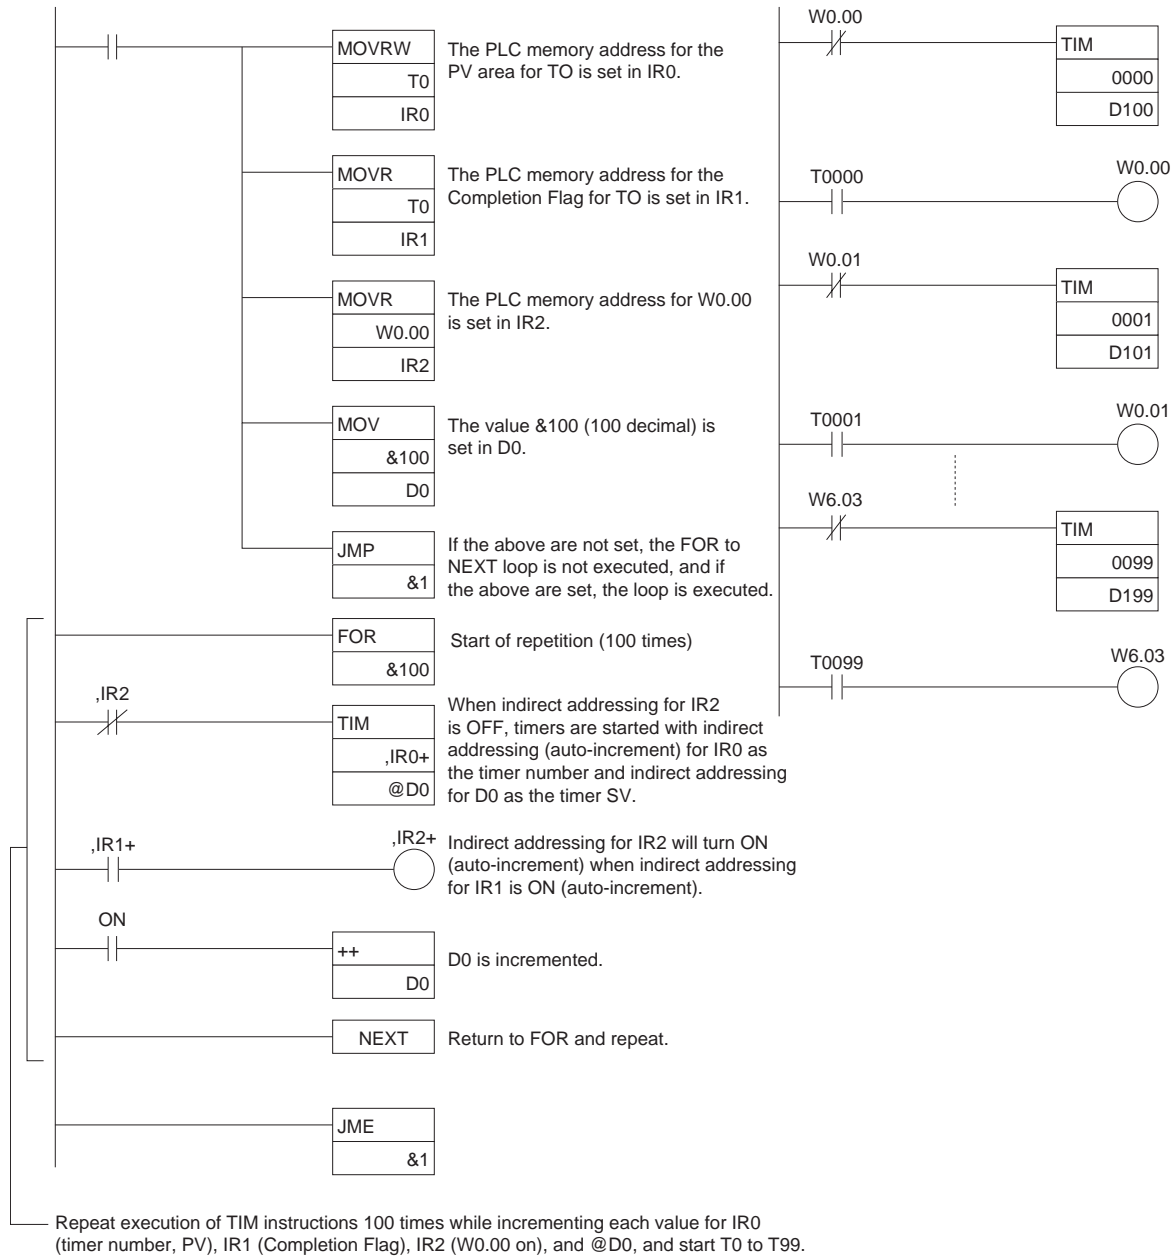 MOVRW
T0
IR0
The PLC memory address for the
PV area for TO is set in IR0.
MOVR
T0
IR1
The PLC memory address for the
Completion Flag for TO is set in IR1.
MOVR
W0.00
IR2
The PLC memory address for W0.00
is set in IR2.
MOV
&100
D0
The value &100 (100 decimal) is
set in D0.
JMP
&1
If the above are not set, the FOR to
NEXT loop is not executed, and if
the above are set, the loop is executed.
FOR
&100
Start of repetition (100 times)
,IR2
TIM
,IR0+
@D0
When indirect addressing for IR2
is OFF, timers are started with indirect
addressing (auto-increment) for IR0 as
the timer number and indirect addressing
for D0 as the timer SV.
,IR1+
,IR2+
Indirect addressing for IR2 will turn ON
(auto-increment) when indirect addressing
for IR1 is ON (auto-increment).
ON
++
D0
D0 is incremented.
NEXT
Return to FOR and repeat.
JME
&1
Repeat execution of TIM instructions 100 times while incrementing each value for IR0
(timer number, PV), IR1 (Completion Flag), IR2 (W0.00 on), and @D0, and start T0 to T99.
W0.00
TIM
0000
D100
T0000
W0.00
W0.01
TIM
0001
D101
T0001
W0.01
W6.03
TIM
0099
D199
T0099
W6.03